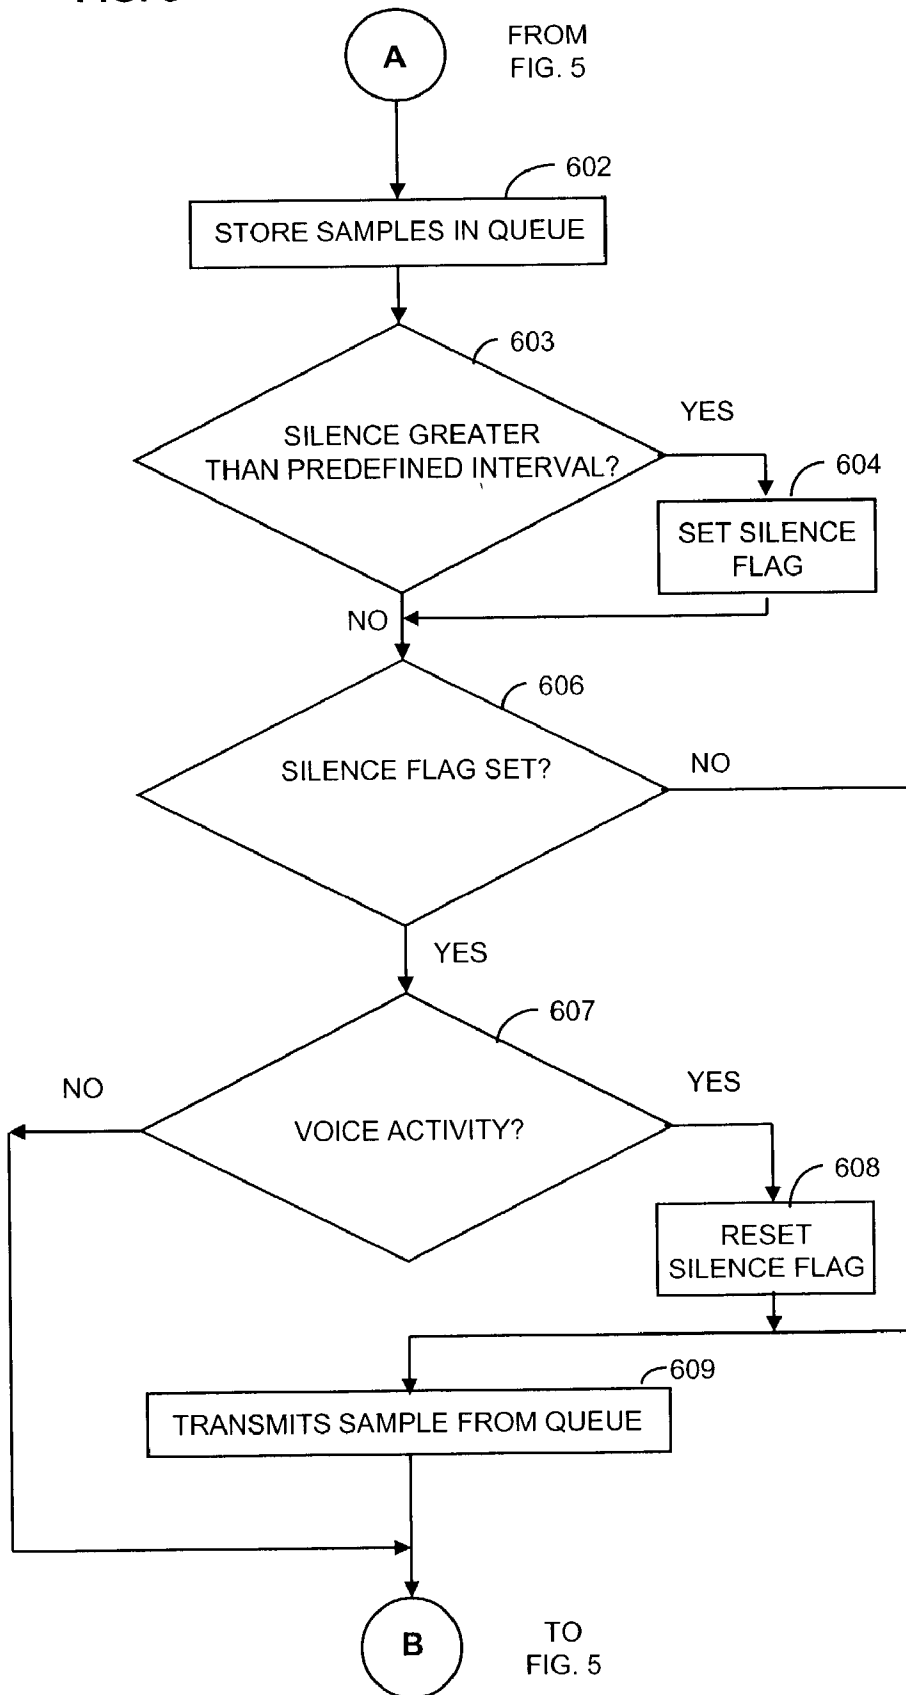 A
FROM
FIG. 5
602
STORE SAMPLES IN QUEUE
603
SILENCE GREATER
THAN PREDEFINED INTERVAL?
YES
604
SET SILENCE
FLAG
NO
606
SILENCE FLAG SET?
NO
YES
607
VOICE ACTIVITY?
NO
YES
608
RESET
SILENCE FLAG
609
TRANSMITS SAMPLE FROM QUEUE
B
TO
FIG. 5